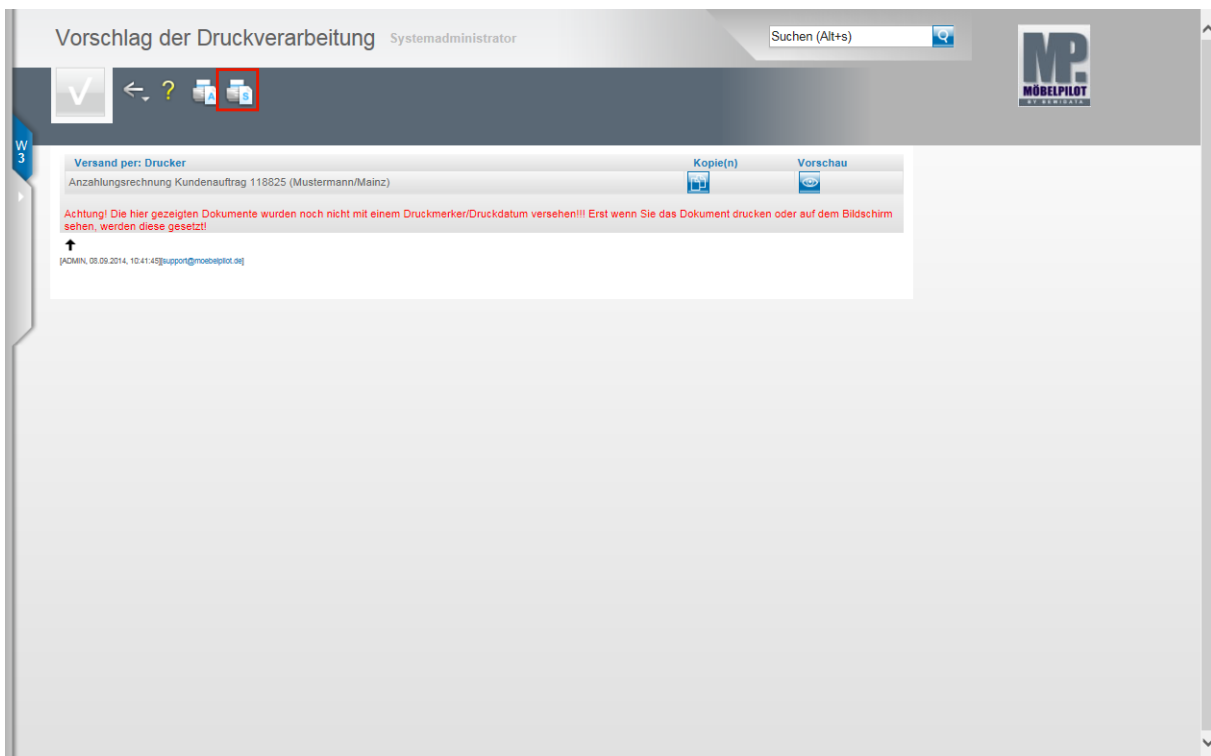 Vorschlag der Druckverarbeitung Systemadministrator
Suchen (Alt+s)
MP.
MÖBELPILOT
BY REMIDATA
? A S
W
3
Versand per: Drucker Kopie(n) Vorschau
Anzahlungsrechnung Kundenauftrag 118825 (Mustermann/Mainz)
Achtung! Die hier gezeigten Dokumente wurden noch nicht mit einem Druckmerker/Druckdatum versehen!!! Erst wenn Sie das Dokument drucken oder auf dem Bildschirm
sehen, werden diese gesetzt!
[ADMIN, 08.09.2014, 10:41:45][support@moebelpilot.de]